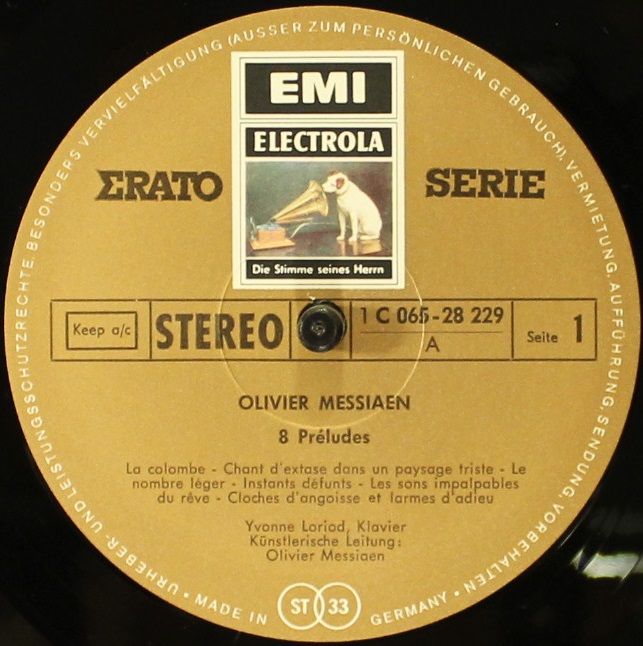 EMI
ELECTROLA
ΣRATO SERIE
Die Stimme seines Herrn
Keep a/c STEREO 1 C 065-28 229 Seite 1
A
OLIVIER MESSIAEN
8 Préludes
La colombe - Chant d'extase dans un paysage triste - Le
nombre léger - Instants défunts - Les sons impalpables
du rêve - Cloches d'angoisse et larmes d'adieu
Yvonne Loriod, Klavier
Künstlerische Leitung:
Olivier Messiaen
URHEBER- UND LEISTUNGSSCHUTZRECHTE, BESONDERS VERVIELFÄLTIGUNG (AUSSER ZUM PERSÖNLICHEN GEBRAUCH), VERMIETUNG, AUFFÜHRUNG, SENDUNG, VORBEHALTEN •
• MADE IN ST 33 GERMANY •